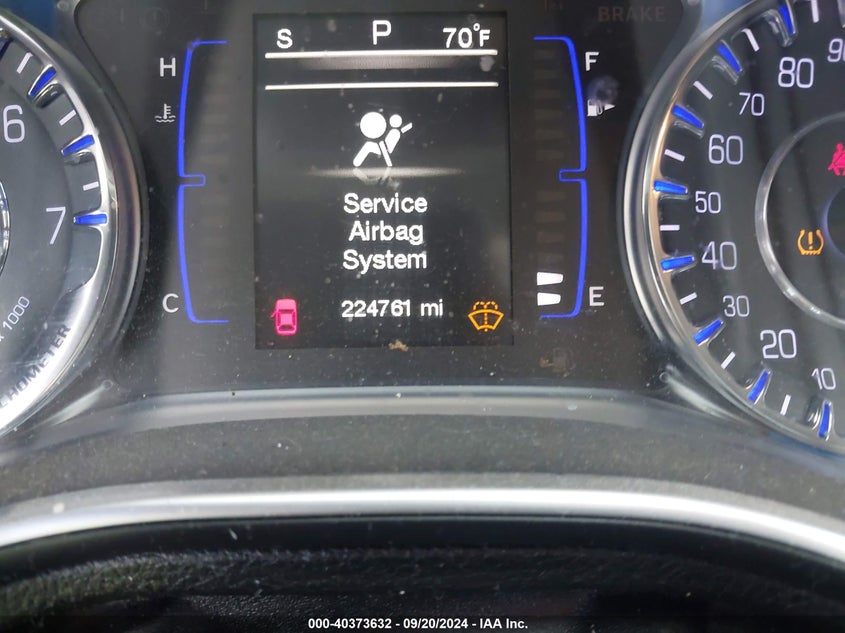 S P 70°F
BRAKE
H
F
C
E
Service
Airbag
System
224761 mi
6
7
x 1000
90
80
70
60
50
40
30
20
10
000-40373632 - 09/20/2024 - IAA Inc.